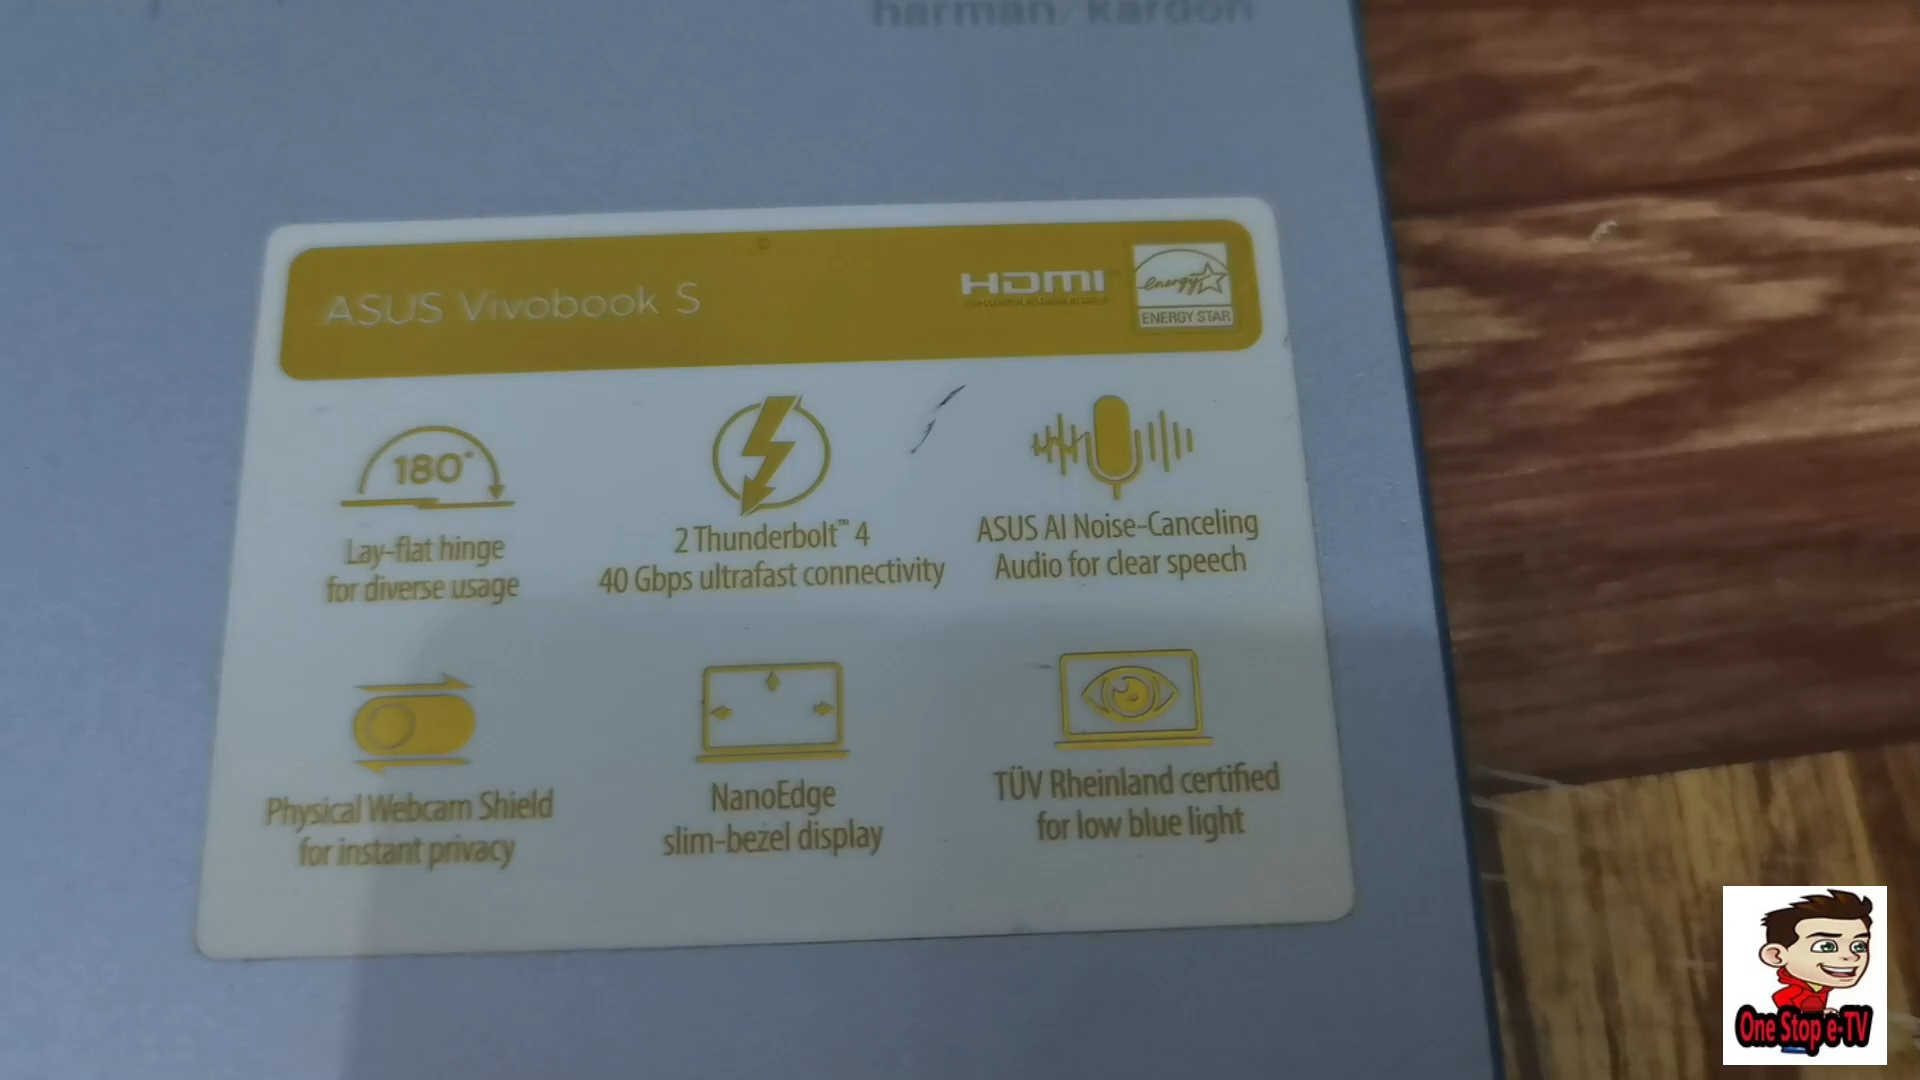 harman/kardon
ASUS Vivobook S
HDMI
energy
ENERGY STAR
180°
Lay-flat hinge
for diverse usage
2 Thunderbolt™ 4
40 Gbps ultrafast connectivity
ASUS AI Noise-Canceling
Audio for clear speech
Physical Webcam Shield
for instant privacy
NanoEdge
slim-bezel display
TÜV Rheinland certified
for low blue light
One Stop e-TV